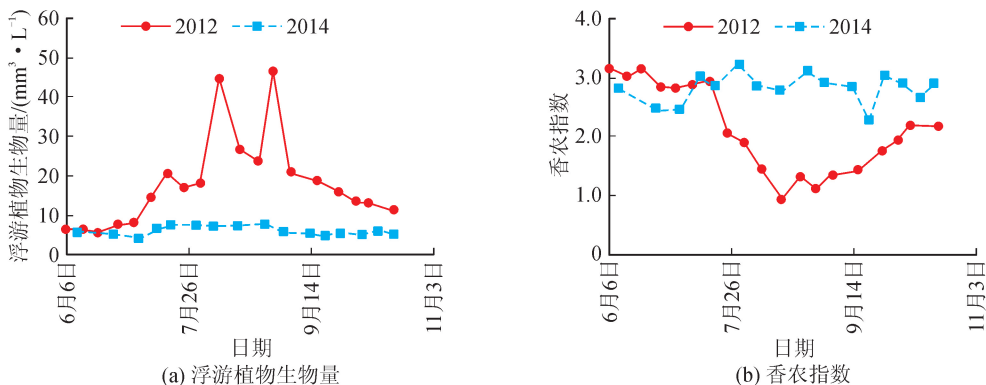 浮游植物生物量/(mm³·L⁻¹)
60
50
40
30
20
10
0
2012
2014
6月6日
7月26日
9月14日
11月3日
日期
(a) 浮游植物生物量
香农指数
4.0
3.0
2.0
1.0
0
2012
2014
6月6日
7月26日
9月14日
11月3日
日期
(b) 香农指数